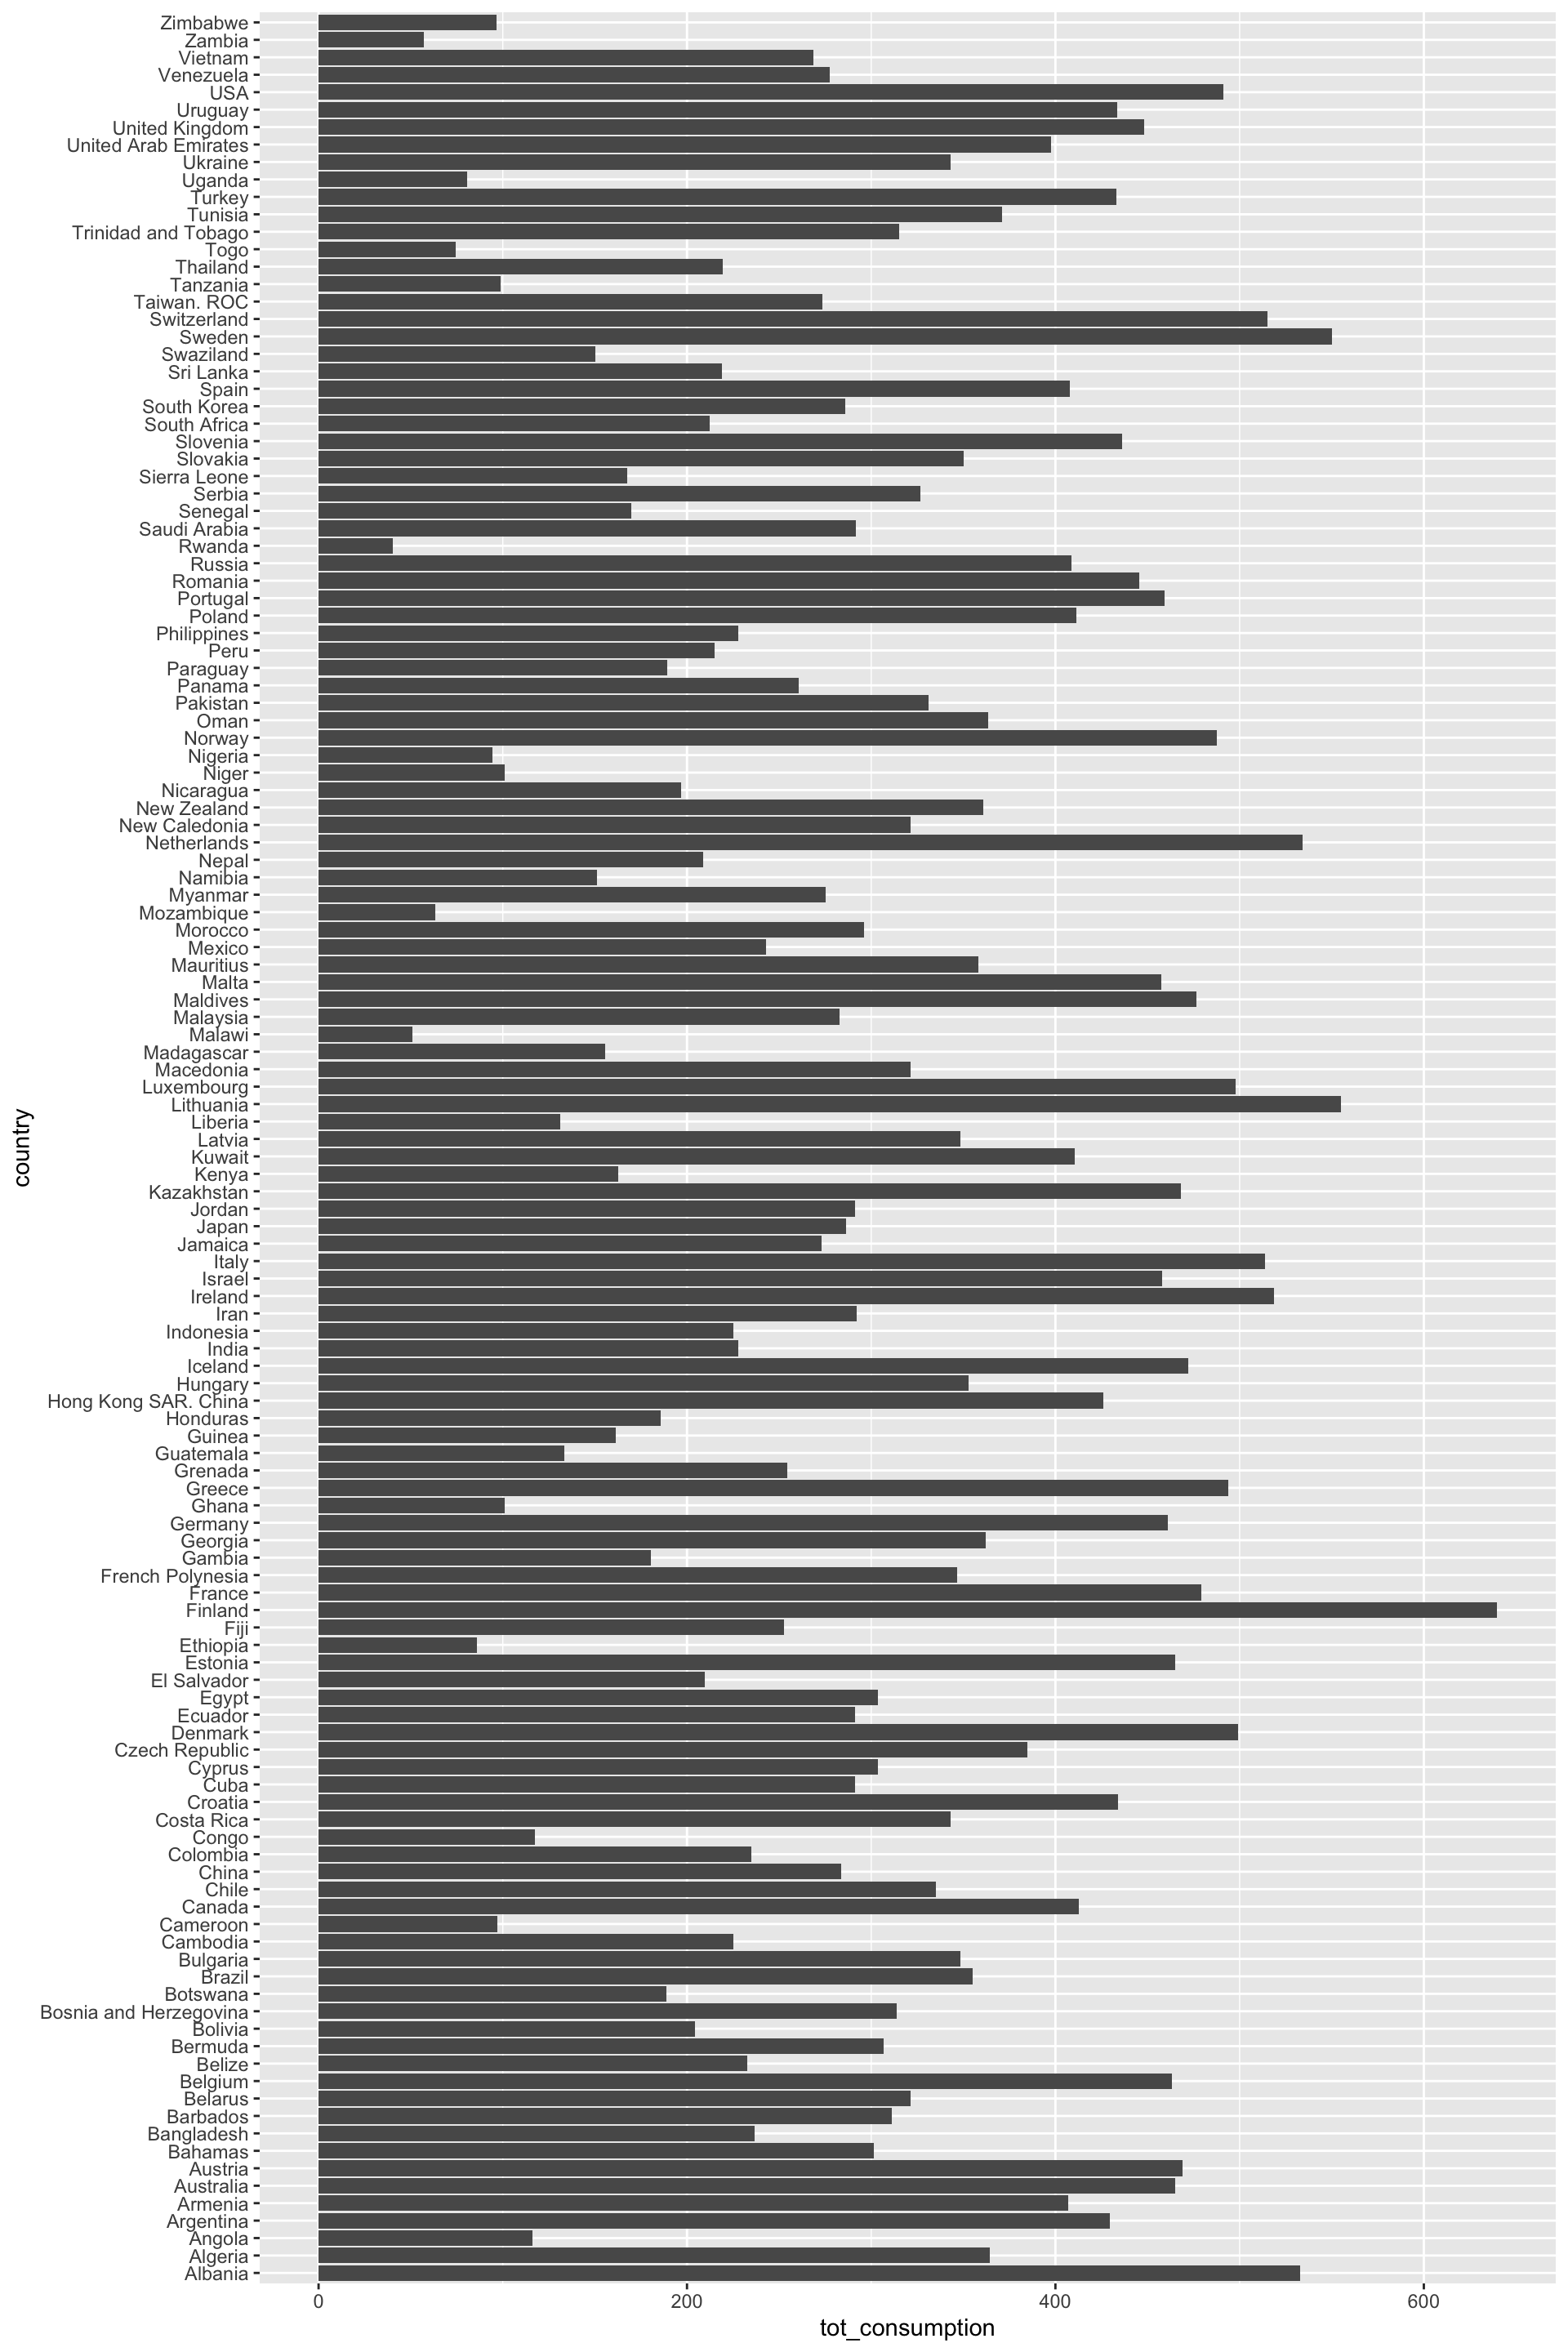 Zimbabwe
Zambia
Vietnam
Venezuela
USA
Uruguay
United Kingdom
United Arab Emirates
Ukraine
Uganda
Turkey
Tunisia
Trinidad and Tobago
Togo
Thailand
Tanzania
Taiwan. ROC
Switzerland
Sweden
Swaziland
Sri Lanka
Spain
South Korea
South Africa
Slovenia
Slovakia
Sierra Leone
Serbia
Senegal
Saudi Arabia
Rwanda
Russia
Romania
Portugal
Poland
Philippines
Peru
Paraguay
Panama
Pakistan
Oman
Norway
Nigeria
Niger
Nicaragua
New Zealand
New Caledonia
Netherlands
Nepal
Namibia
Myanmar
Mozambique
Morocco
Mexico
Mauritius
Malta
Maldives
Malaysia
Malawi
Madagascar
Macedonia
Luxembourg
Lithuania
Liberia
Latvia
Kuwait
Kenya
Kazakhstan
Jordan
Japan
Jamaica
Italy
Israel
Ireland
Iran
Indonesia
India
Iceland
Hungary
Hong Kong SAR. China
Honduras
Guinea
Guatemala
Grenada
Greece
Ghana
Germany
Georgia
Gambia
French Polynesia
France
Finland
Fiji
Ethiopia
Estonia
El Salvador
Egypt
Ecuador
Denmark
Czech Republic
Cyprus
Cuba
Croatia
Costa Rica
Congo
Colombia
China
Chile
Canada
Cameroon
Cambodia
Bulgaria
Brazil
Botswana
Bosnia and Herzegovina
Bolivia
Bermuda
Belize
Belgium
Belarus
Barbados
Bangladesh
Bahamas
Austria
Australia
Armenia
Argentina
Angola
Algeria
Albania
country
0 200 400 600
tot_consumption